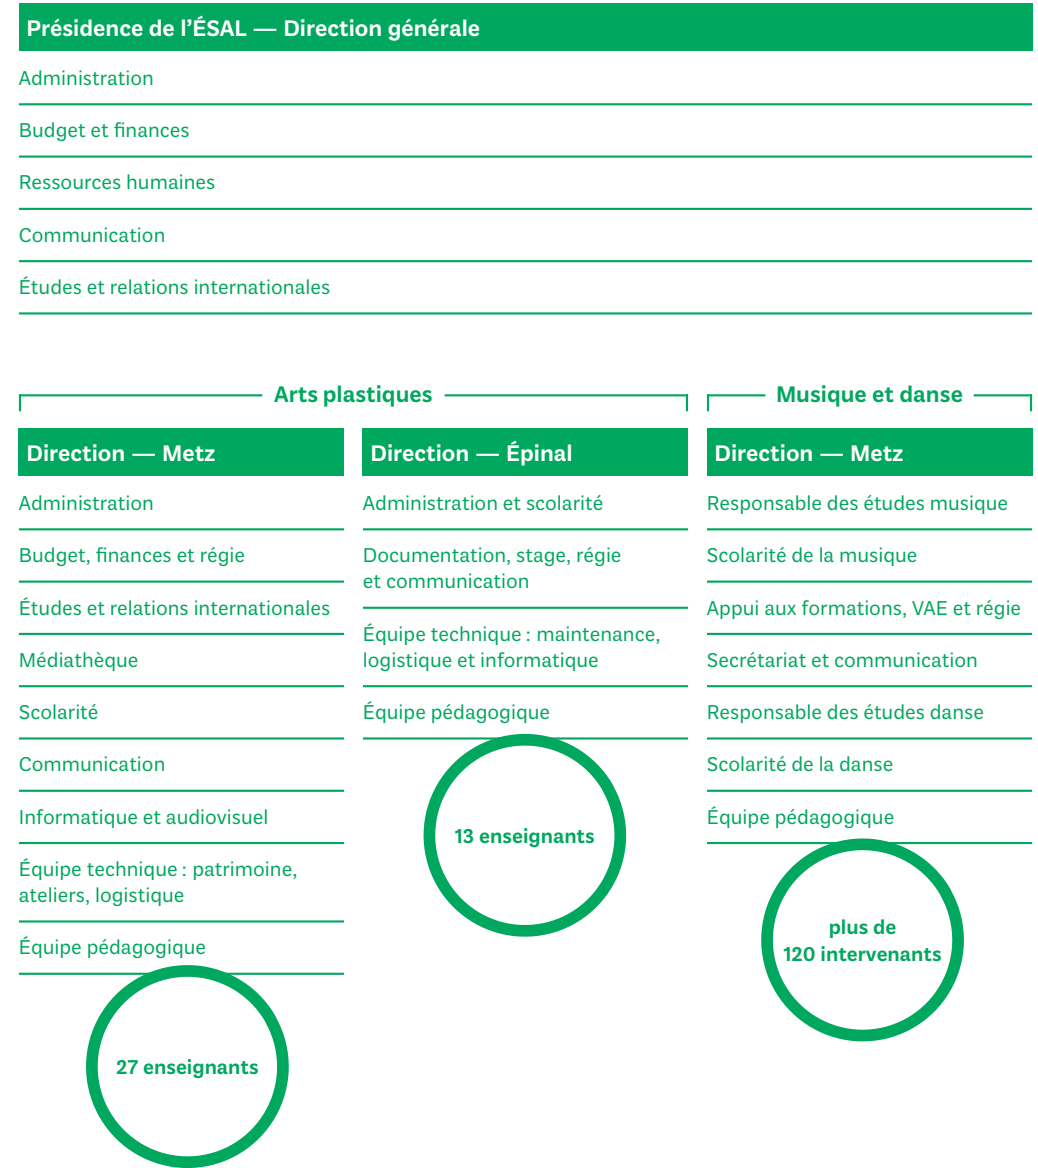 Présidence de l’ÉSAL — Direction générale
Administration
Budget et finances
Ressources humaines
Communication
Études et relations internationales
Arts plastiques
Direction — Metz
Administration
Budget, finances et régie
Études et relations internationales
Médiathèque
Scolarité
Communication
Informatique et audiovisuel
Équipe technique : patrimoine,
ateliers, logistique
Équipe pédagogique
27 enseignants
Direction — Épinal
Administration et scolarité
Documentation, stage, régie
et communication
Équipe technique : maintenance,
logistique et informatique
Équipe pédagogique
13 enseignants
Musique et danse
Direction — Metz
Responsable des études musique
Scolarité de la musique
Appui aux formations, VAE et régie
Secrétariat et communication
Responsable des études danse
Scolarité de la danse
Équipe pédagogique
plus de
120 intervenants